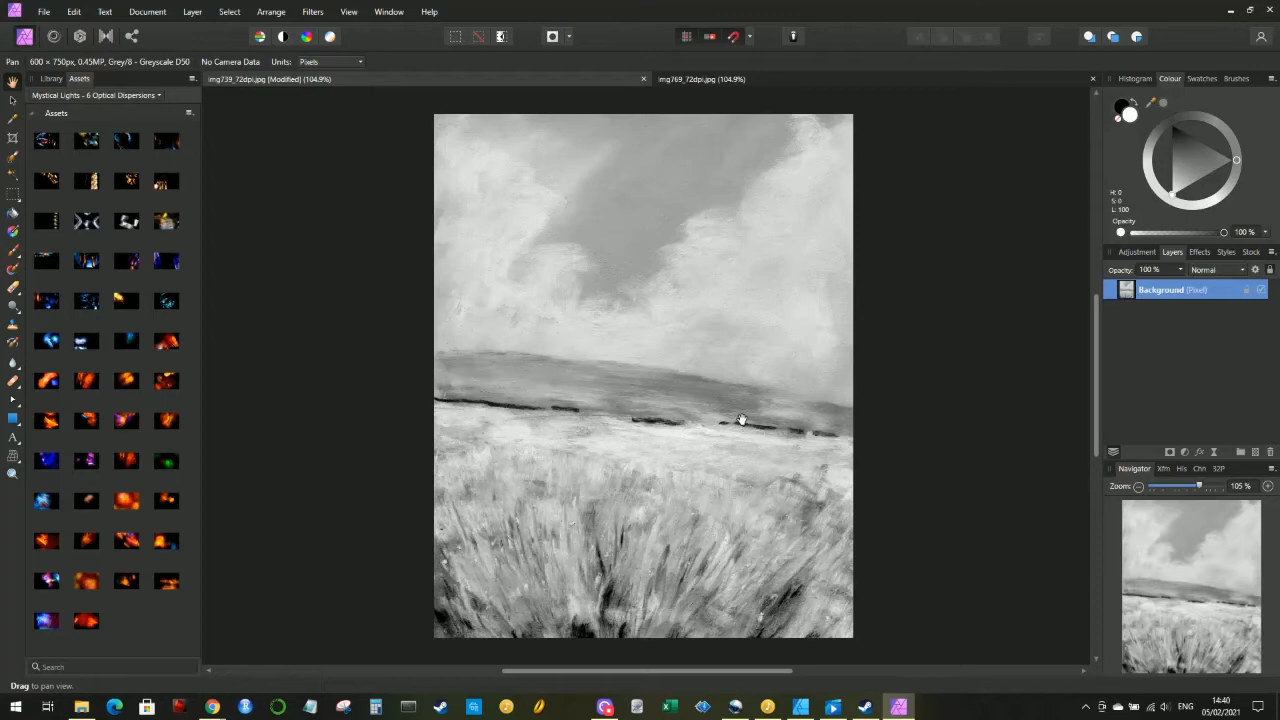 File Edit Text Document Layer Select Arrange Filters View Window Help
Pan 600 × 750px, 0.45MP, Grey/8 - Greyscale D50 No Camera Data Units: Pixels
Library Assets
img739_72dpi.jpg [Modified] (104.9%)
img769_72dpi.jpg (104.9%)
Histogram Colour Swatches Brushes
Mystical Lights - 6 Optical Dispersions
Assets
H: 0
S: 0
L: 100
Opacity
100 %
Adjustment Layers Effects Styles Stock
Opacity: 100 % Normal
Background (Pixel)
Navigator Xfm His Chn 32P
Zoom: 105 %
Search
Drag to pan view.
ENG
14:40
05/02/2021